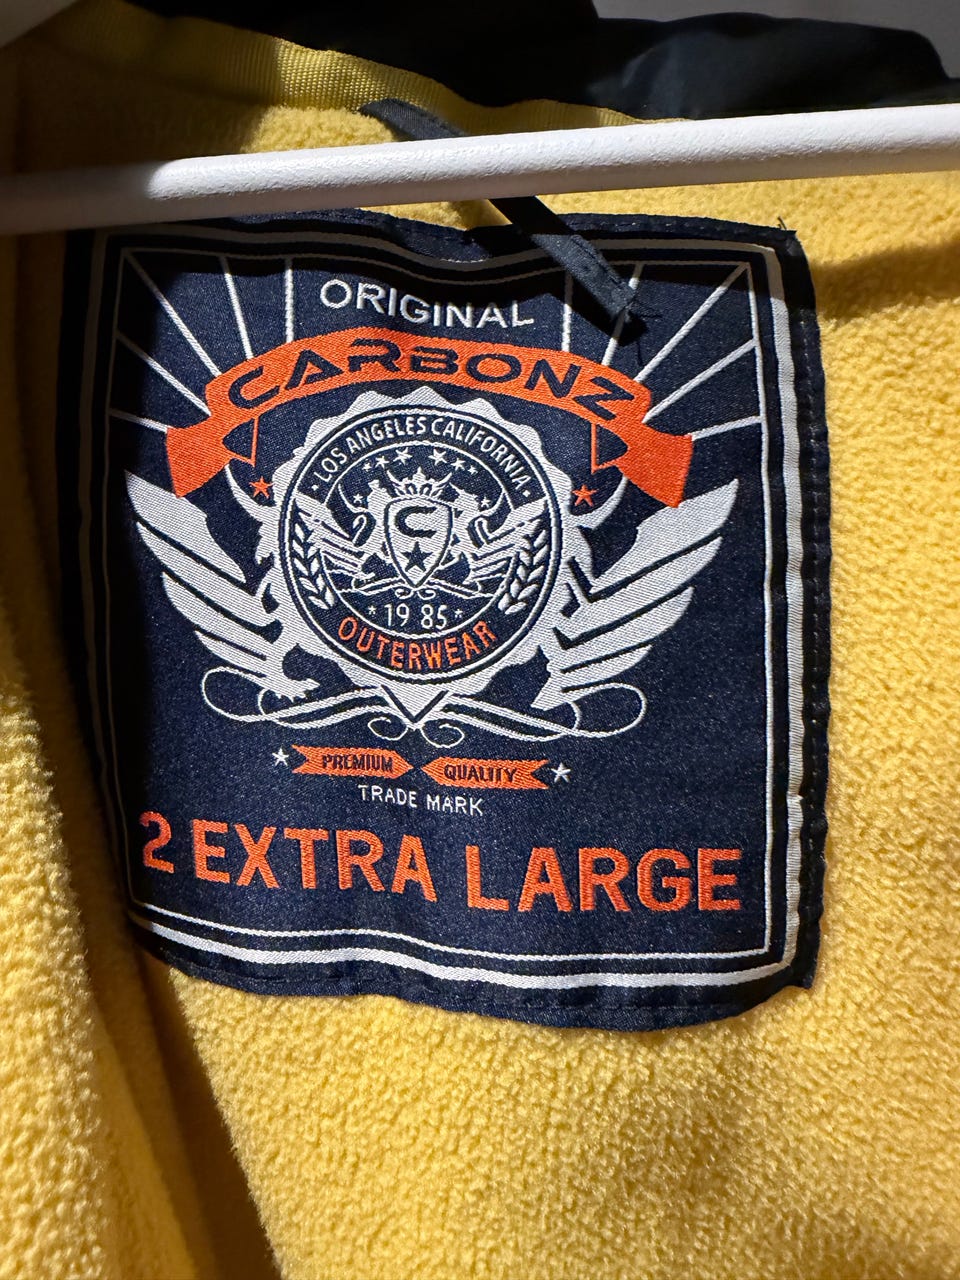 ORIGINAL
CARBONZ
· LOS ANGELES CALIFORNIA ·
C
★ 19 85 ★
OUTERWEAR
PREMIUM QUALITY
TRADE MARK
2 EXTRA LARGE